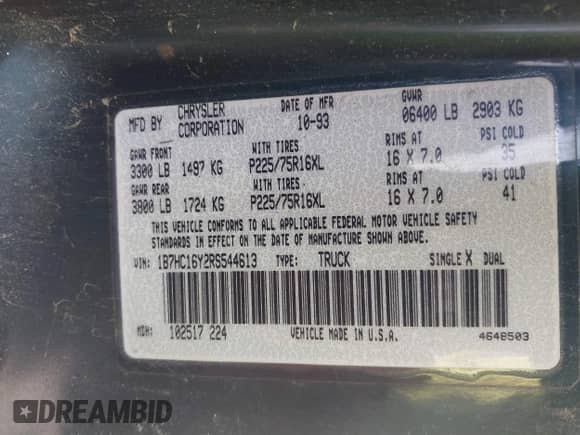 MFD BY CHRYSLER CORPORATION DATE OF MFR 10-93 GVWR 06400 LB 2903 KG
GAWR FRONT WITH TIRES RIMS AT PSI COLD
3300 LB 1497 KG P225/75R16XL 16 X 7.0 35
GAWR REAR WITH TIRES RIMS AT PSI COLD
3800 LB 1724 KG P225/75R16XL 16 X 7.0 41
THIS VEHICLE CONFORMS TO ALL APPLICABLE FEDERAL MOTOR VEHICLE SAFETY
STANDARDS IN EFFECT ON THE DATE OF MANUFACTURE SHOWN ABOVE.
VIN: 1B7HC16Y2RS544613 TYPE: TRUCK SINGLE X DUAL
MDH: 102517 224 VEHICLE MADE IN U.S.A. 4648503
DREAMBID